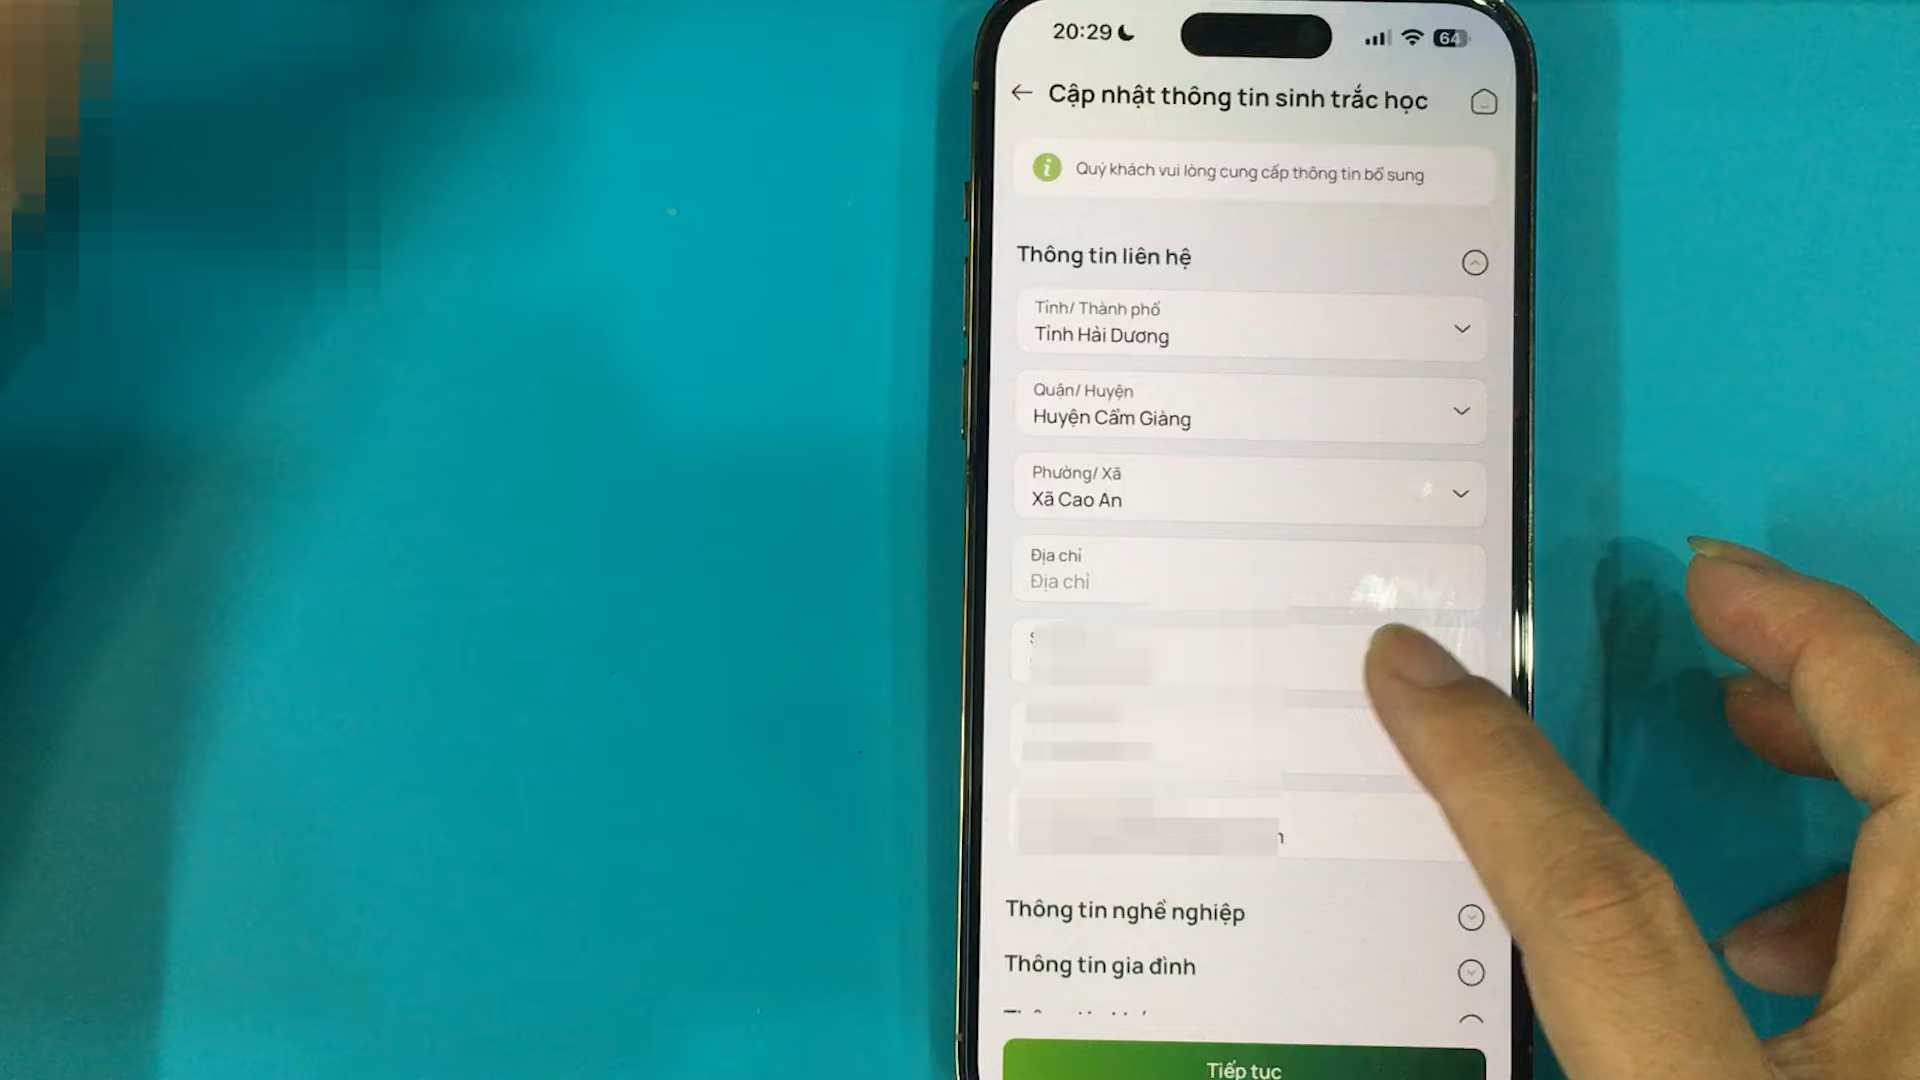 20:29
64
Cập nhật thông tin sinh trắc học
Quý khách vui lòng cung cấp thông tin bổ sung
Thông tin liên hệ
Tỉnh/ Thành phố
Tỉnh Hải Dương
Quận/ Huyện
Huyện Cẩm Giàng
Phường/ Xã
Xã Cao An
Địa chỉ
Địa chỉ
Thông tin nghề nghiệp
Thông tin gia đình
Tiếp tục